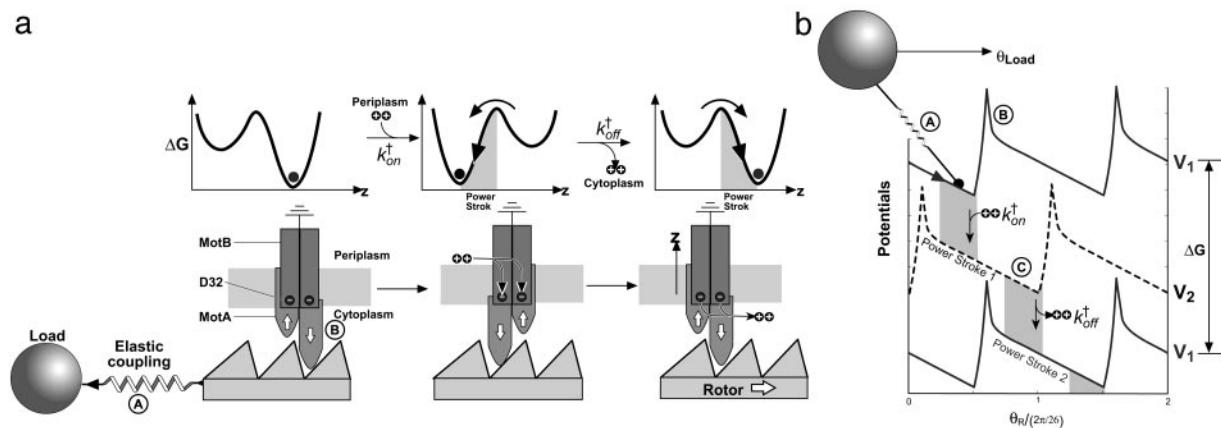 a
ΔG
z
Periplasm
k†on
z
Power
Strok
k†off
Cytoplasm
z
Power
Strok
MotB
D32
MotA
Periplasm
Cytoplasm
B
z
Load
Elastic
coupling
A
Rotor
b
θLoad
A
B
Potentials
k†on
Power Stroke 1
C
k†off
Power Stroke 2
V1
ΔG
V2
V1
0
1
2
θR/(2π/26)